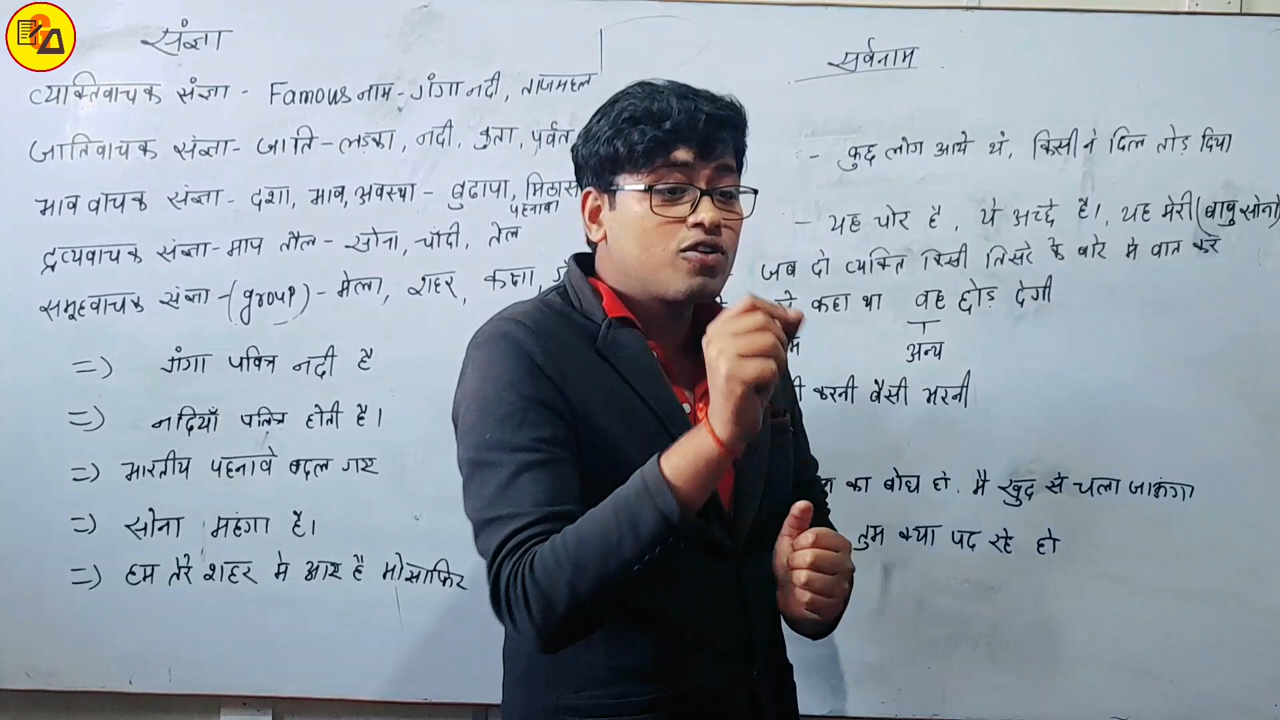 संज्ञा
व्यक्तिवाचक संज्ञा - Famous नाम - गंगा नदी, ताजमहल
जातिवाचक संज्ञा - जाति - लड़का, नदी, कुता, पर्वत
भाव वाचक संज्ञा - दशा, भाव, अवस्था - बुढापा, मिठास
पहनावा
द्रव्यवाचक संज्ञा - माप तौल - सोना, चाँदी, तेल
समूहवाचक संज्ञा - (group) - मेला, शहर, कक्षा,
=) गंगा पवित्र नदी है
=) नदियाँ पवित्र होती है।
=) भारतीय पहनावे बदल गए
=) सोना महंगा है।
=) हम तेरे शहर मे आए है मोसाफिर
सर्वनाम
- कुछ लोग आये थे, किसी ने दिल तोड़ दिया
- यह चोर है, ये अच्छे है।, यह मेरी (बाबु सोना)
जब दो व्यक्ति किसी तिसरे के बारे मे बात करे
ने कहा था वह छोड़ देगी
अन्य
करनी वैसी भरनी
का बोध हो. मै खुद से चला जाऊंगा
तुम क्या पढ रहे हो